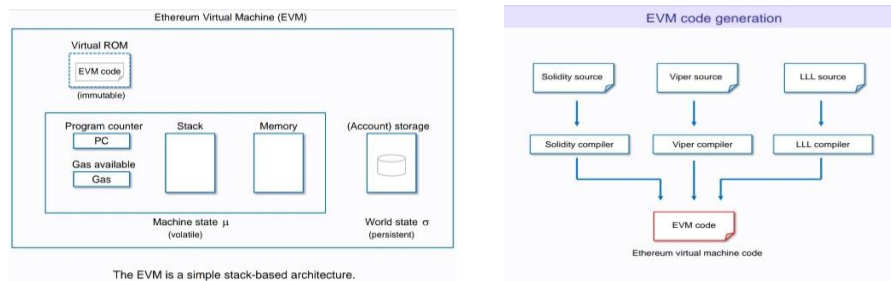 Ethereum Virtual Machine (EVM)
Virtual ROM
EVM code
(immutable)
Program counter
PC
Gas available
Gas
Stack
Memory
(Account) storage
Machine state μ
(volatile)
World state σ
(persistent)
The EVM is a simple stack-based architecture.
EVM code generation
Solidity source
Viper source
LLL source
Solidity compiler
Viper compiler
LLL compiler
EVM code
Ethereum virtual machine code